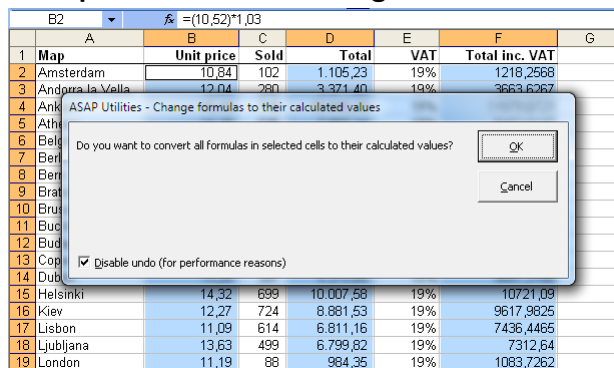 B2 fx =(10,52)*1,03
A B C D E F G
1 Map Unit price Sold Total VAT Total inc. VAT
2 Amsterdam 10,84 102 1.105,23 19% 1218,2568
3 Andorra la Vella 12,04 280 3.371,40 19% 3663,6267
4 Ank
ASAP Utilities - Change formulas to their calculated values
5 Athe
Do you want to convert all formulas in selected cells to their calculated values?
OK
6 Belg
7 Berl
8 Berr
Cancel
9 Brat
10 Brus
11 Buc
12 Bud
13 Cop
Disable undo (for performance reasons)
14 Dub
15 Helsinki 14,32 699 10.007,58 19% 10721,09
16 Kiev 12,27 724 8.881,53 19% 9617,9825
17 Lisbon 11,09 614 6.811,16 19% 7436,4465
18 Ljubljana 13,63 499 6.799,82 19% 7312,64
19 London 11,19 88 984,35 19% 1083,7262